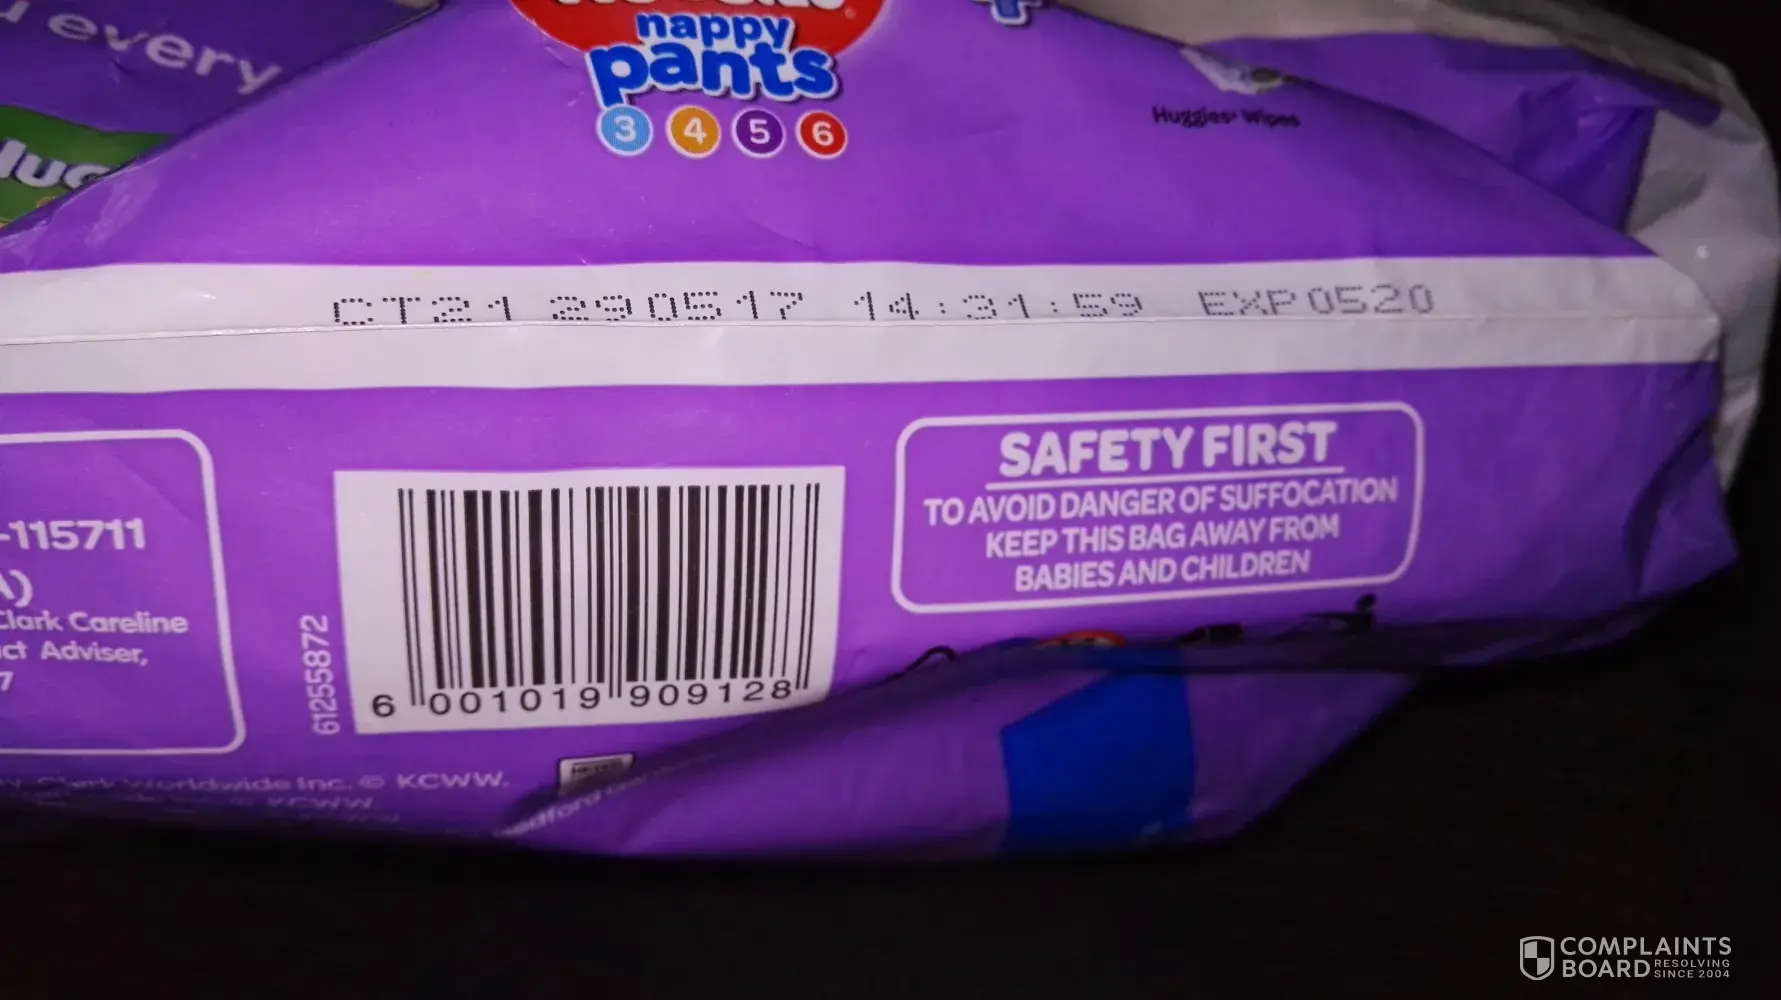 every
nappy
pants
3 4 5 6
Huggies® Wipes
CT21 290517 14:31:59 EXP0520
SAFETY FIRST
TO AVOID DANGER OF SUFFOCATION
KEEP THIS BAG AWAY FROM
BABIES AND CHILDREN
-115711
A)
Clark Careline
Adviser,
7
61255872
6 001019 909128
Worldwide Inc. © KCWW.
© KCWW.
COMPLAINTS
BOARD RESOLVING
SINCE 2004